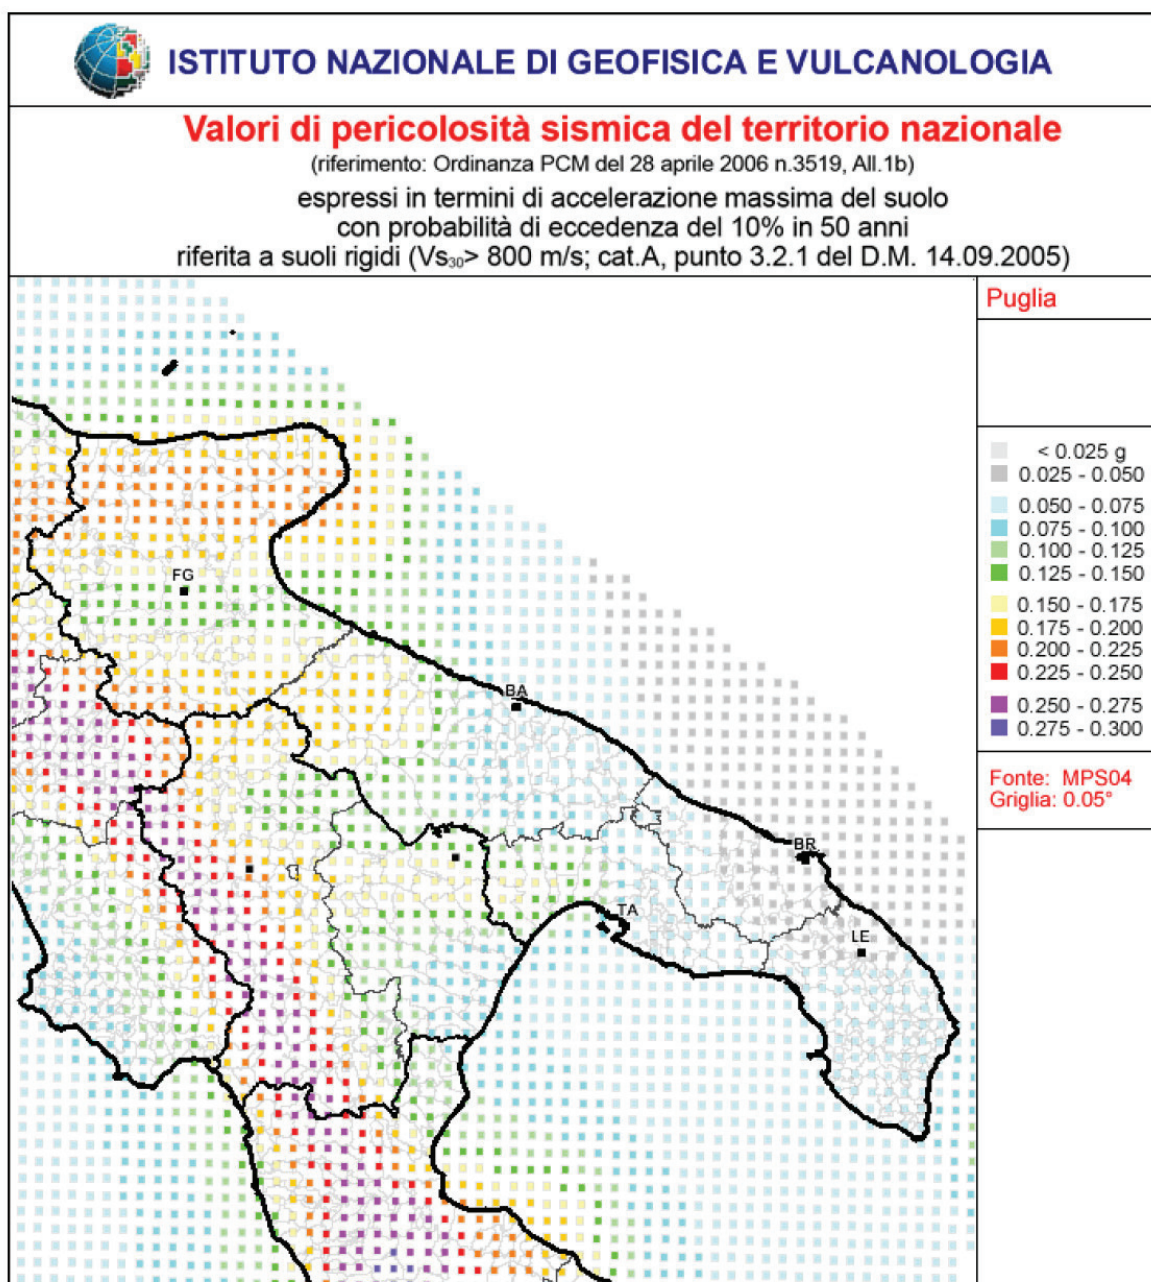 ISTITUTO NAZIONALE DI GEOFISICA E VULCANOLOGIA
Valori di pericolosità sismica del territorio nazionale
(riferimento: Ordinanza PCM del 28 aprile 2006 n.3519, All.1b)
espressi in termini di accelerazione massima del suolo
con probabilità di eccedenza del 10% in 50 anni
riferita a suoli rigidi (Vs₃₀> 800 m/s; cat.A, punto 3.2.1 del D.M. 14.09.2005)
Puglia
< 0.025 g
0.025 - 0.050
0.050 - 0.075
0.075 - 0.100
0.100 - 0.125
0.125 - 0.150
0.150 - 0.175
0.175 - 0.200
0.200 - 0.225
0.225 - 0.250
0.250 - 0.275
0.275 - 0.300
Fonte: MPS04
Griglia: 0.05°
FG
BA
BR
TA
LE